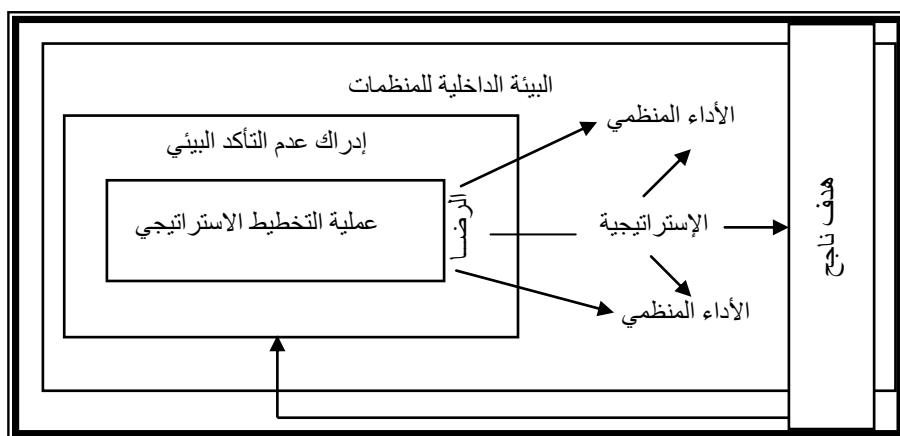 البيئة الداخلية للمنظمات
الأداء المنظمي
إدراك عدم التأكد البيئي
عملية التخطيط الاستراتيجي
الرضا
الإستراتيجية
هدف ناجح
الأداء المنظمي